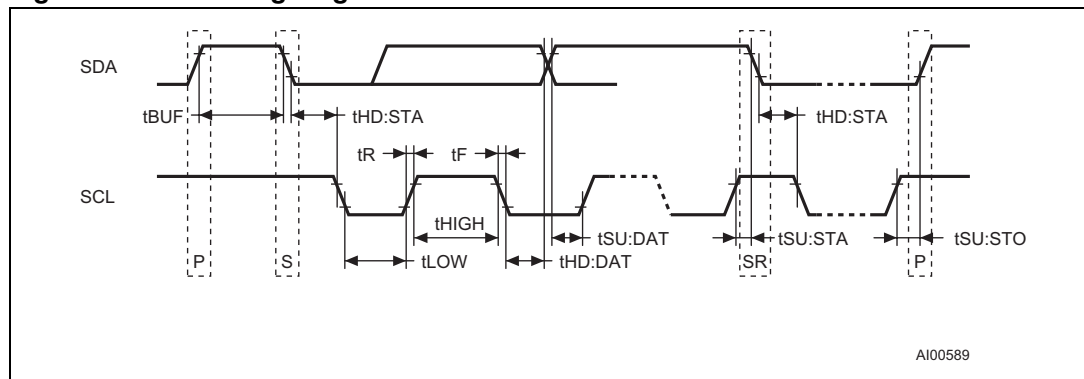 SDA
tBUF
tHD:STA
tHD:STA
tR
tF
SCL
tHIGH
tSU:DAT
tSU:STA
tSU:STO
P
S
tLOW
tHD:DAT
SR
P
AI00589